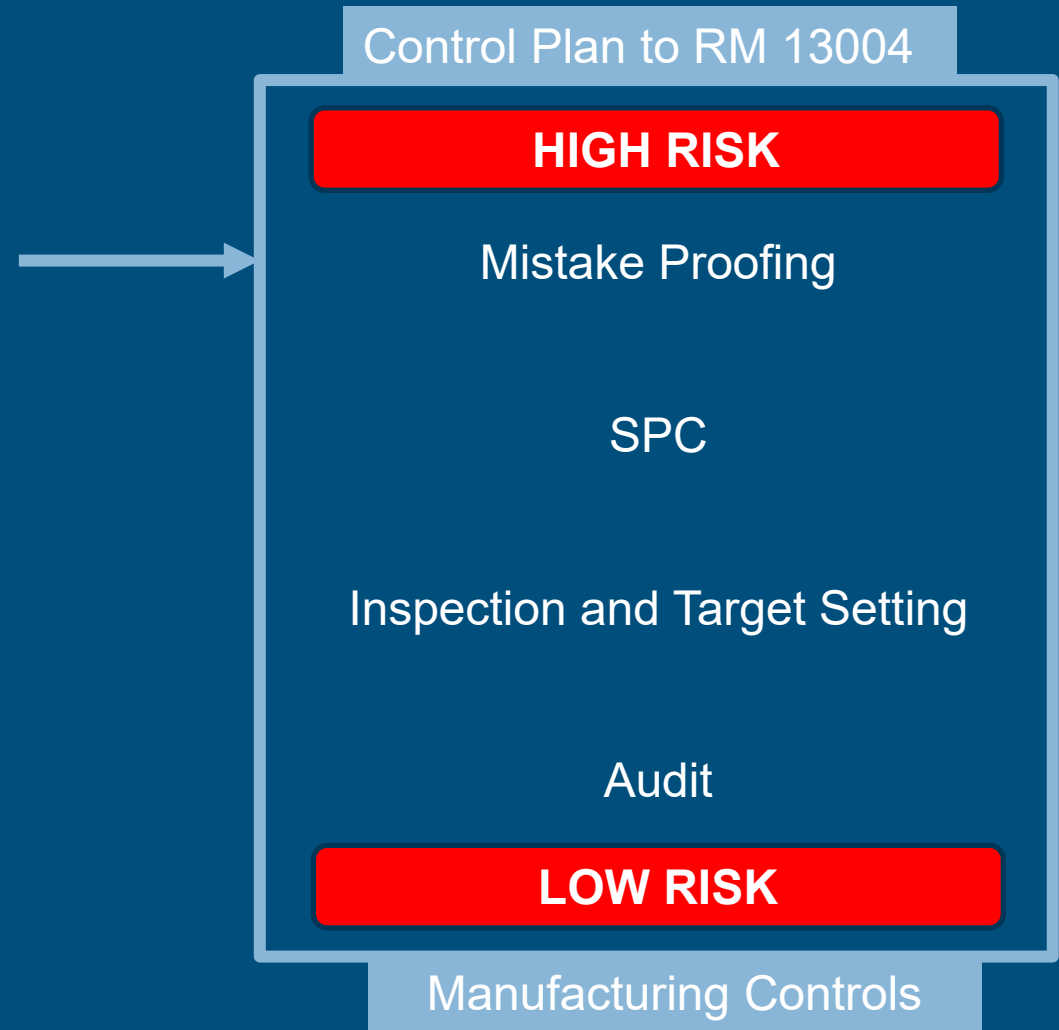 Control Plan to RM 13004
HIGH RISK
Mistake Proofing
SPC
Inspection and Target Setting
Audit
LOW RISK
Manufacturing Controls